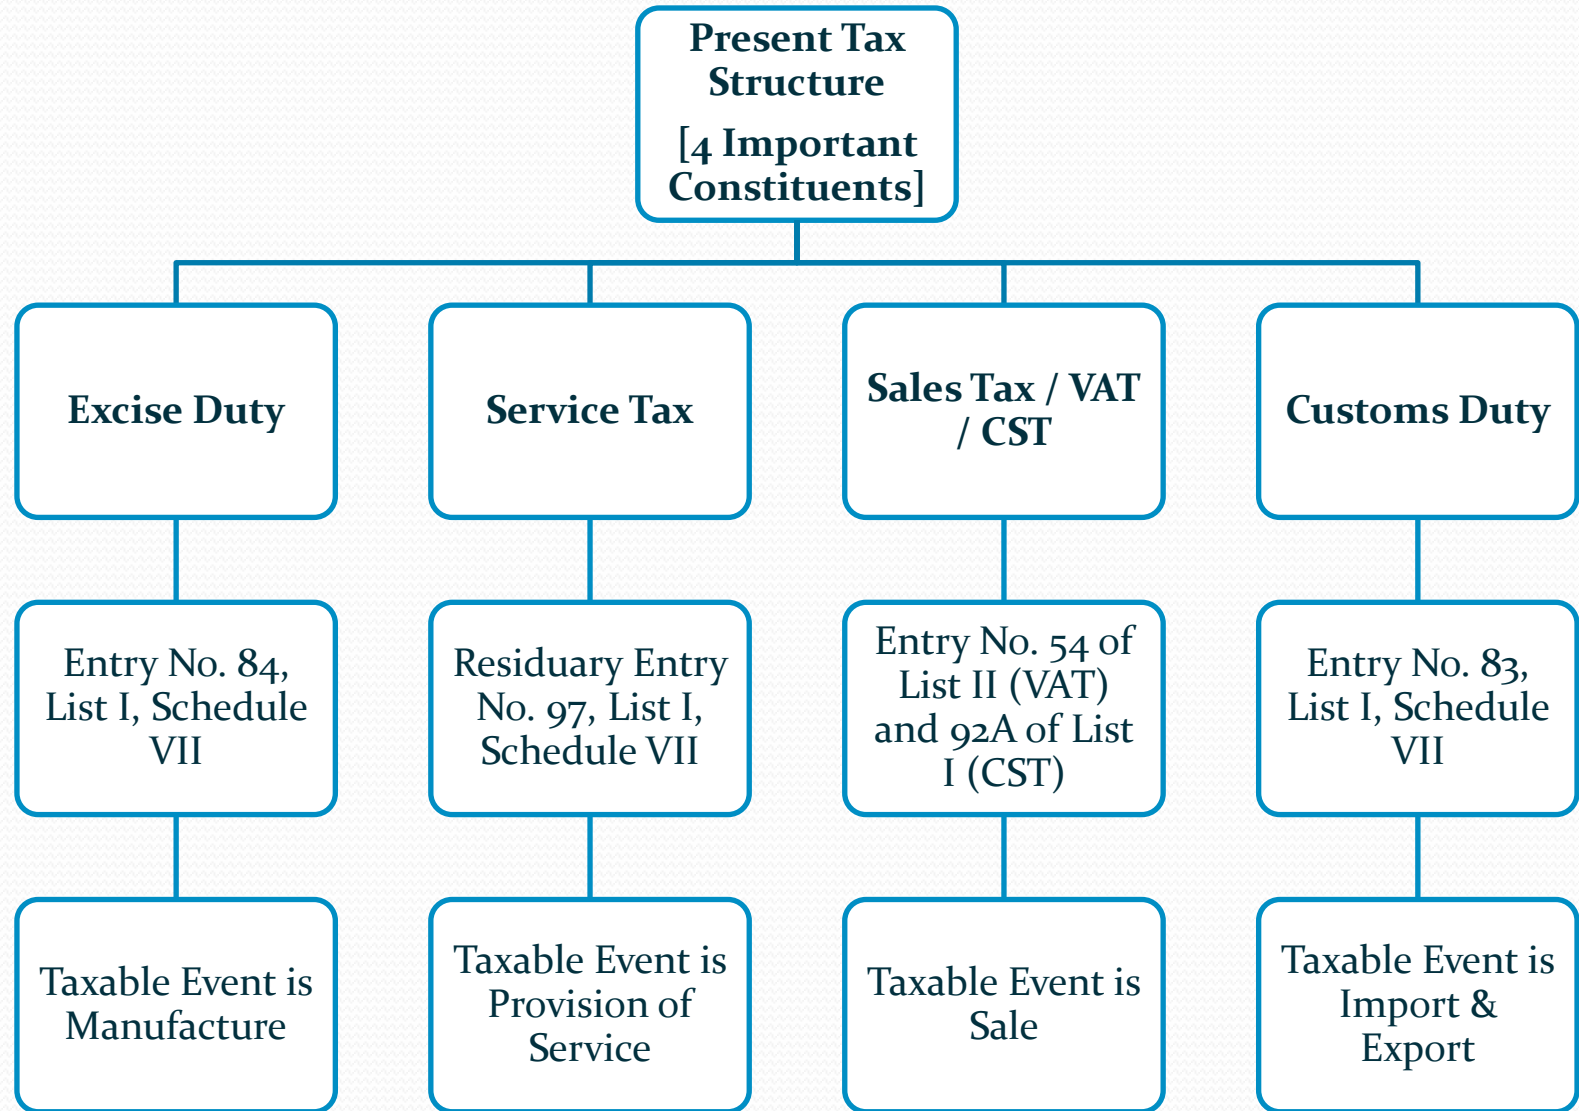 Present Tax
Structure
[4 Important
Constituents]
Excise Duty
Service Tax
Sales Tax / VAT
/ CST
Customs Duty
Entry No. 84,
List I, Schedule
VII
Residuary Entry
No. 97, List I,
Schedule VII
Entry No. 54 of
List II (VAT)
and 92A of List
I (CST)
Entry No. 83,
List I, Schedule
VII
Taxable Event is
Manufacture
Taxable Event is
Provision of
Service
Taxable Event is
Sale
Taxable Event is
Import &
Export